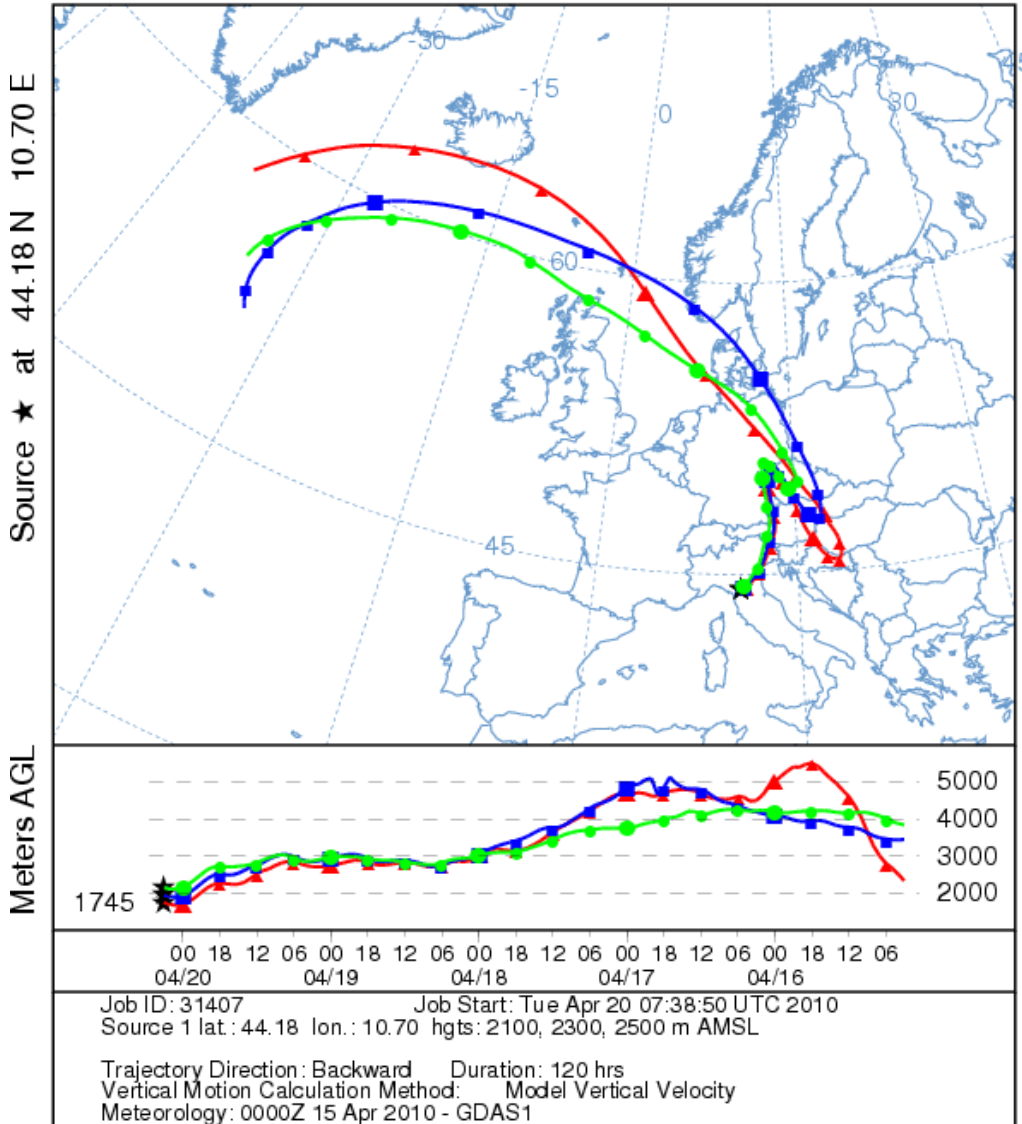 Source ★ at 44.18 N 10.70 E
-30
-15
0
15
30
45
60
45
Meters AGL
5000
4000
3000
2000
1745
00 18 12 06 00 18 12 06 00 18 12 06 00 18 12 06 00 18 12 06
04/20 04/19 04/18 04/17 04/16
Job ID: 31407 Job Start: Tue Apr 20 07:38:50 UTC 2010
Source 1 lat.: 44.18 lon.: 10.70 hgts: 2100, 2300, 2500 m AMSL
Trajectory Direction: Backward Duration: 120 hrs
Vertical Motion Calculation Method: Model Vertical Velocity
Meteorology: 0000Z 15 Apr 2010 - GDAS1